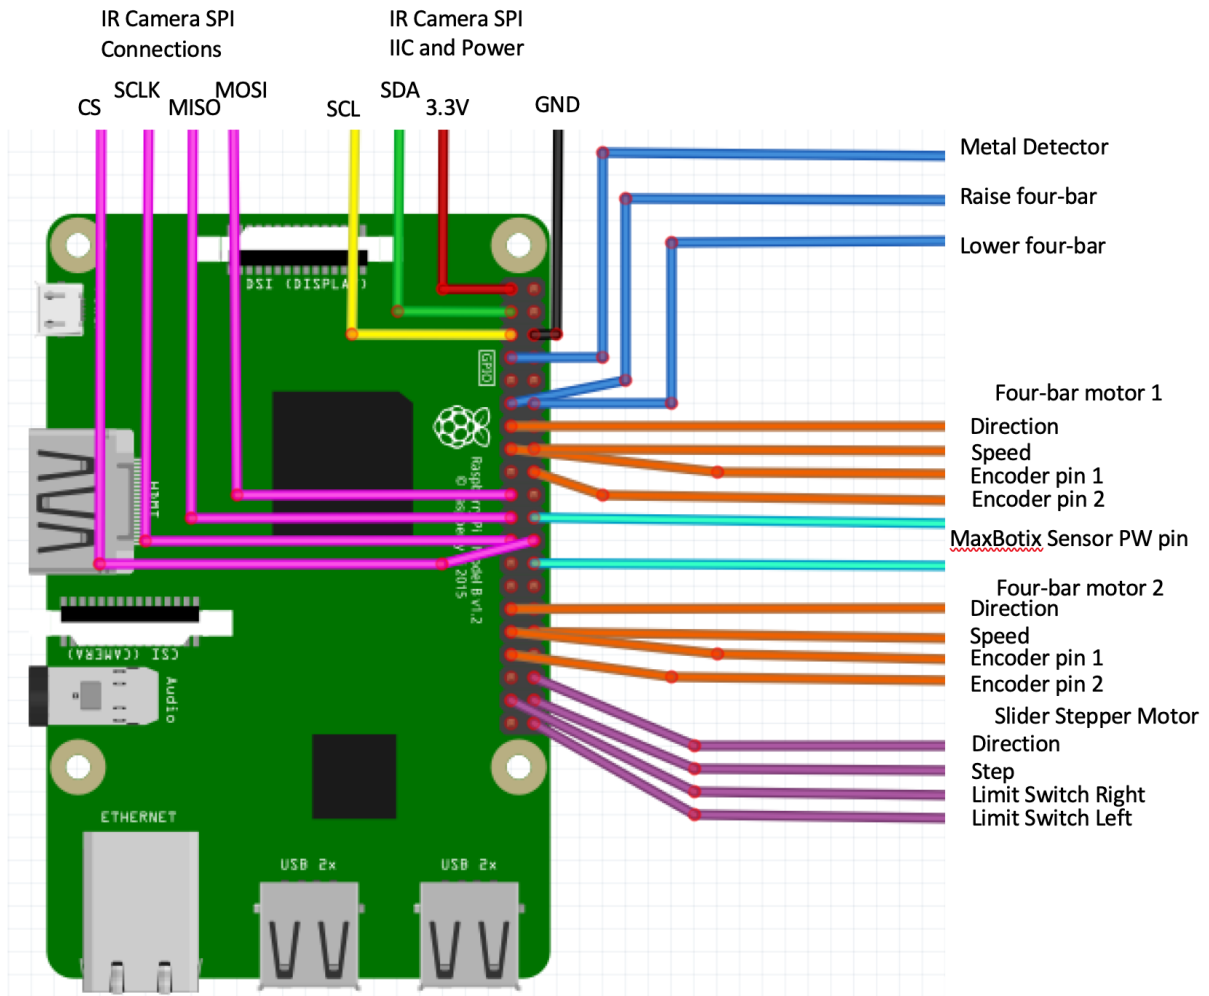 IR Camera SPI
Connections
IR Camera SPI
IIC and Power
CS
SCLK
MISO
MOSI
SCL
SDA
3.3V
GND
Metal Detector
Raise four-bar
Lower four-bar
DSI (DISPLAY)
GPIO
Four-bar motor 1
Direction
Speed
Encoder pin 1
Encoder pin 2
HDMI
MaxBotix Sensor PW pin
Four-bar motor 2
Direction
Speed
Encoder pin 1
Encoder pin 2
CSI (CAMERA)
Audio
Slider Stepper Motor
Direction
Step
Limit Switch Right
Limit Switch Left
ETHERNET
USB 2x
USB 2x